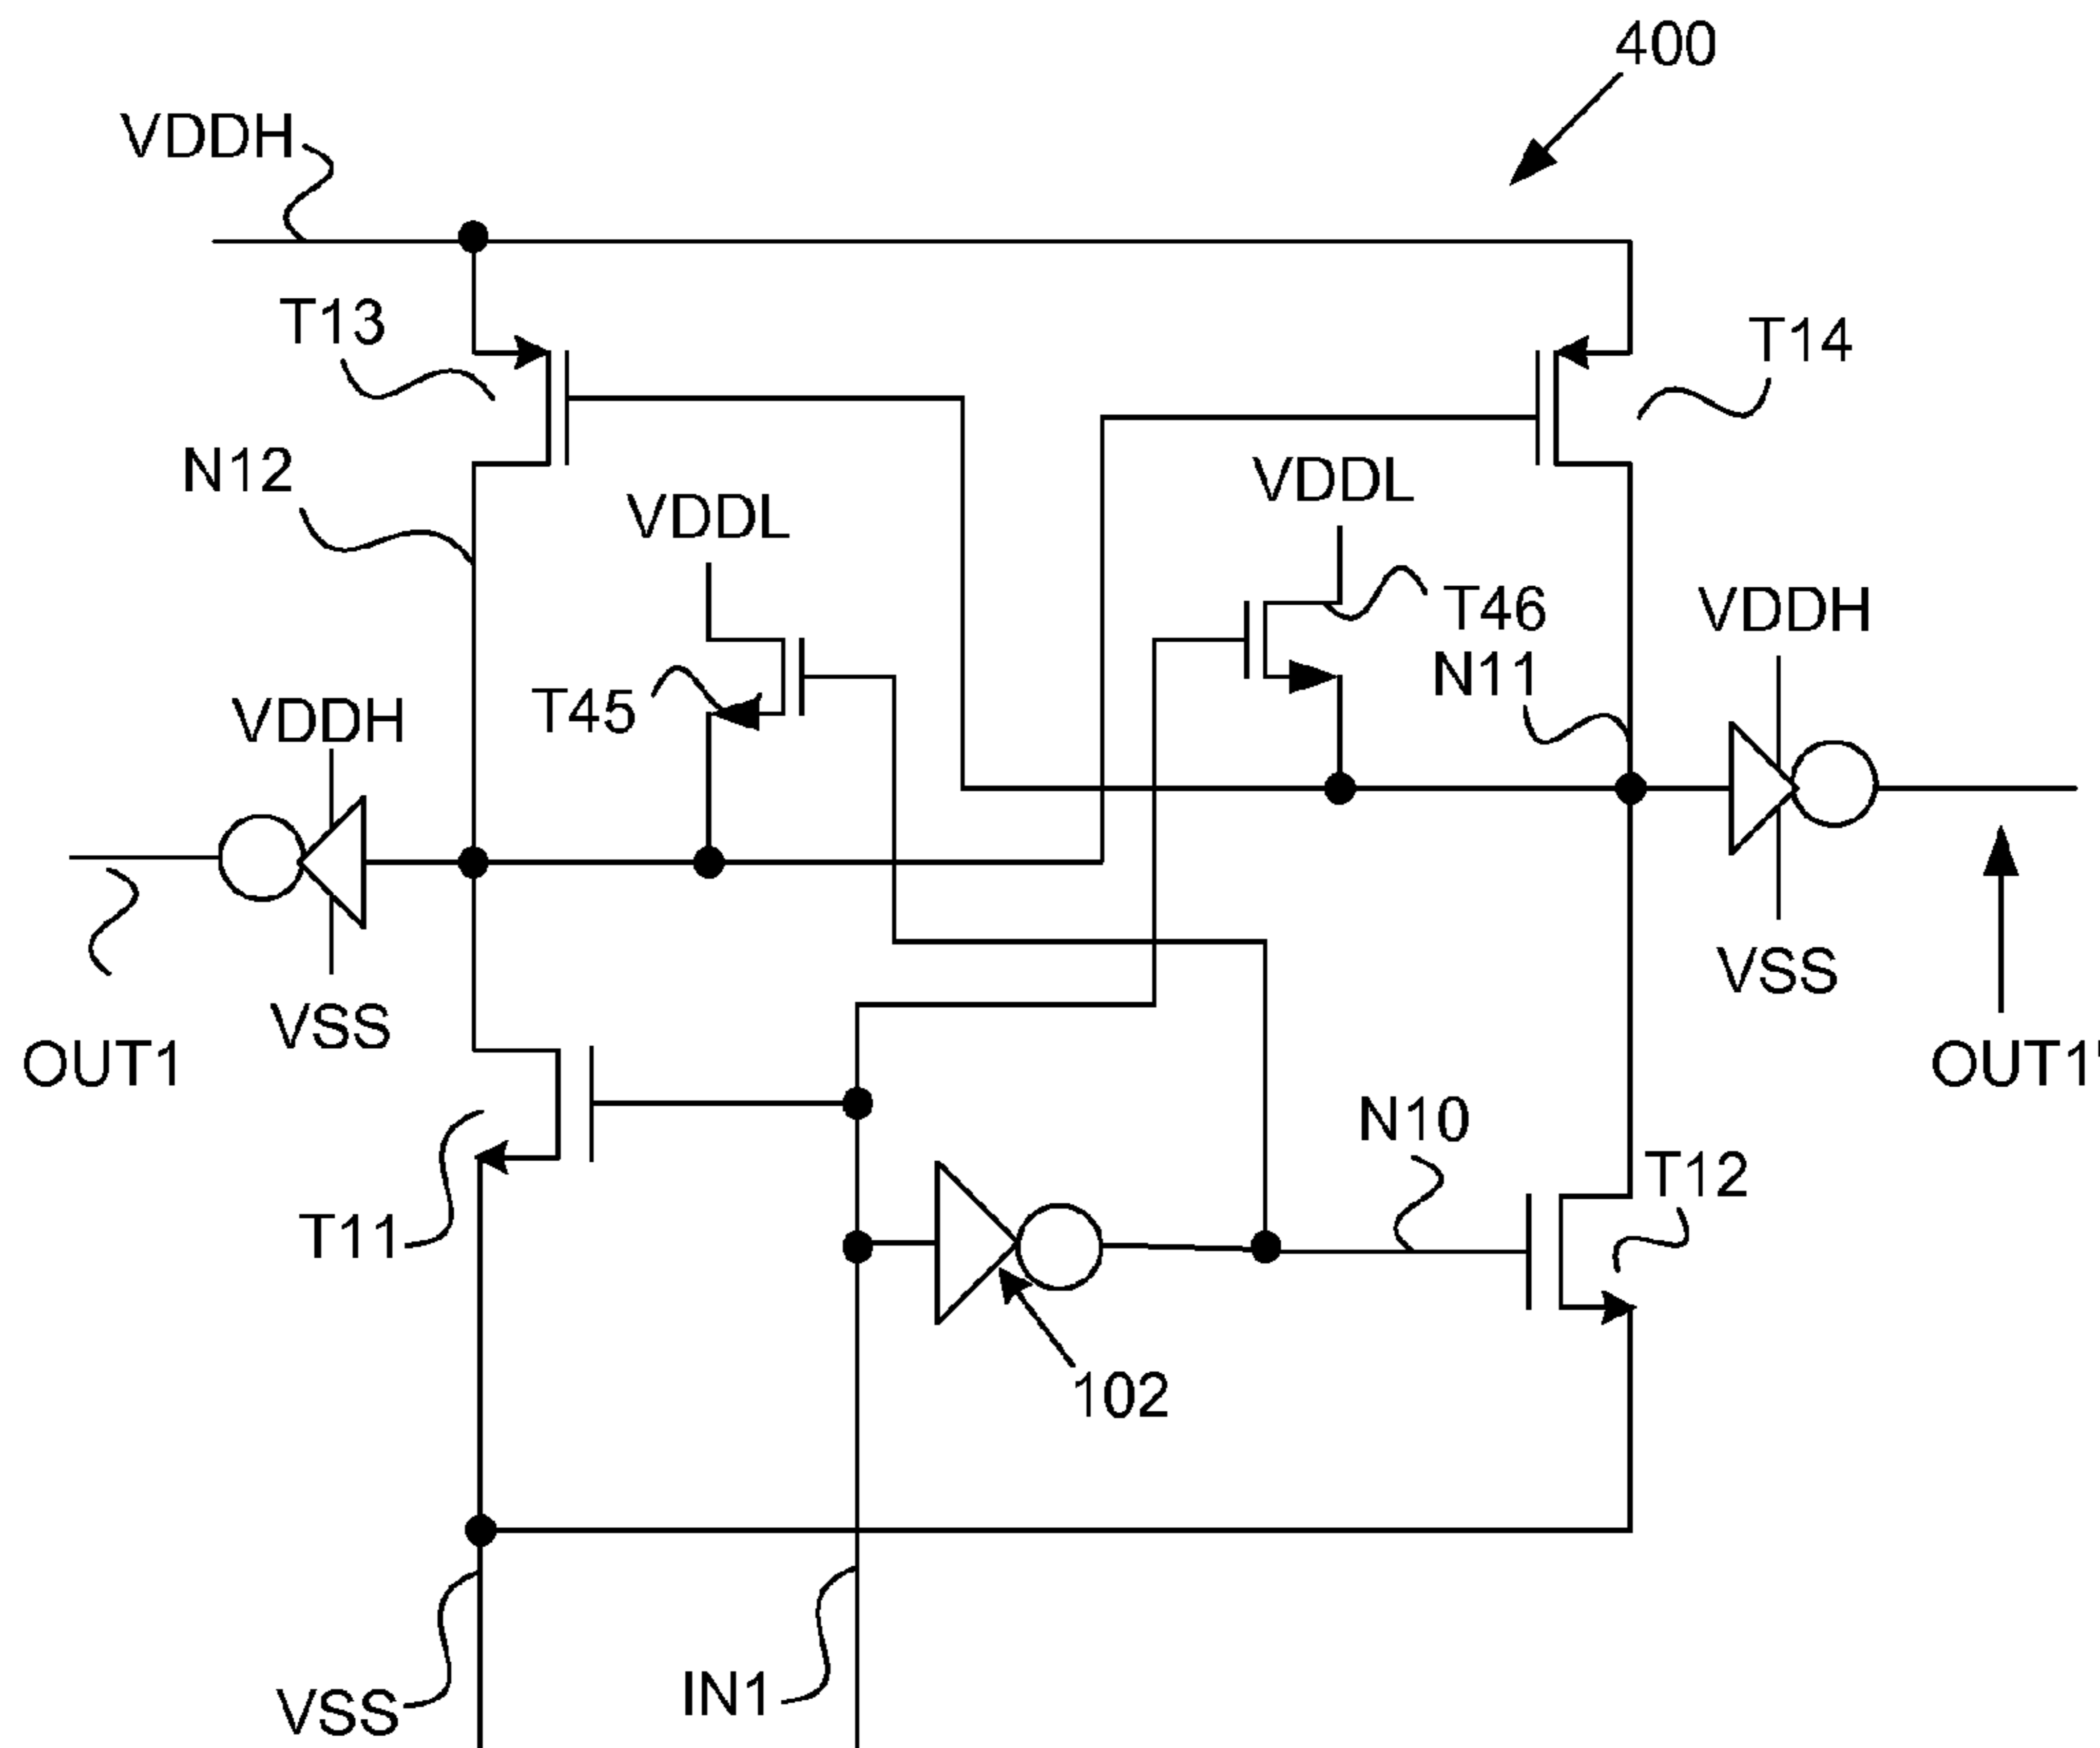 400
VDDH
T13
T14
N12
VDDL
VDDL
T46
VDDH
N11
T45
VDDH
VSS
VSS
OUT1
OUT1'
N10
T12
T11
102
IN1
VSS